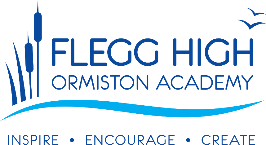 FLEGG HIGH
ORMISTON ACADEMY
INSPIRE • ENCOURAGE • CREATE